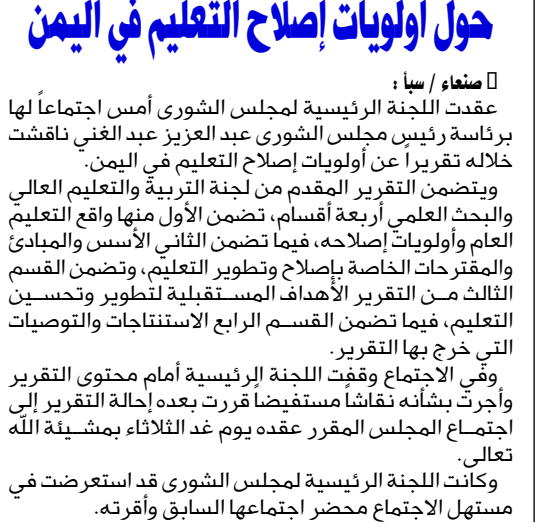 حول أولويات إصلاح التعليم في اليمن
صنعاء / سبأ :
عقدت اللجنة الرئيسية لمجلس الشورى أمس اجتماعاً لها
برئاسة رئيس مجلس الشورى عبد العزيز عبد الغني ناقشت
خلاله تقريراً عن أولويات إصلاح التعليم في اليمن.
ويتضمن التقرير المقدم من لجنة التربية والتعليم العالي
والبحث العلمي أربعة أقسام، تضمن الأول منها واقع التعليم
العام وأولويات إصلاحه، فيما تضمن الثاني الأسس والمبادئ
والمقترحات الخاصة بإصلاح وتطوير التعليم، وتضمن القسم
الثالث مـن التقرير الأهداف المسـتقبلية لتطوير وتحسـين
التعليم، فيما تضمن القسـم الرابع الاستنتاجات والتوصيات
التي خرج بها التقرير.
وفي الاجتماع وقفت اللجنة الرئيسية أمام محتوى التقرير
وأجرت بشأنه نقاشاً مستفيضاً قررت بعده إحالة التقرير إلى
اجتمـاع المجلس المقرر عقده يوم غد الثلاثاء بمشـيئة الله
تعالى.
وكانت اللجنة الرئيسية لمجلس الشورى قد استعرضت في
مستهل الاجتماع محضر اجتماعها السابق وأقرته.